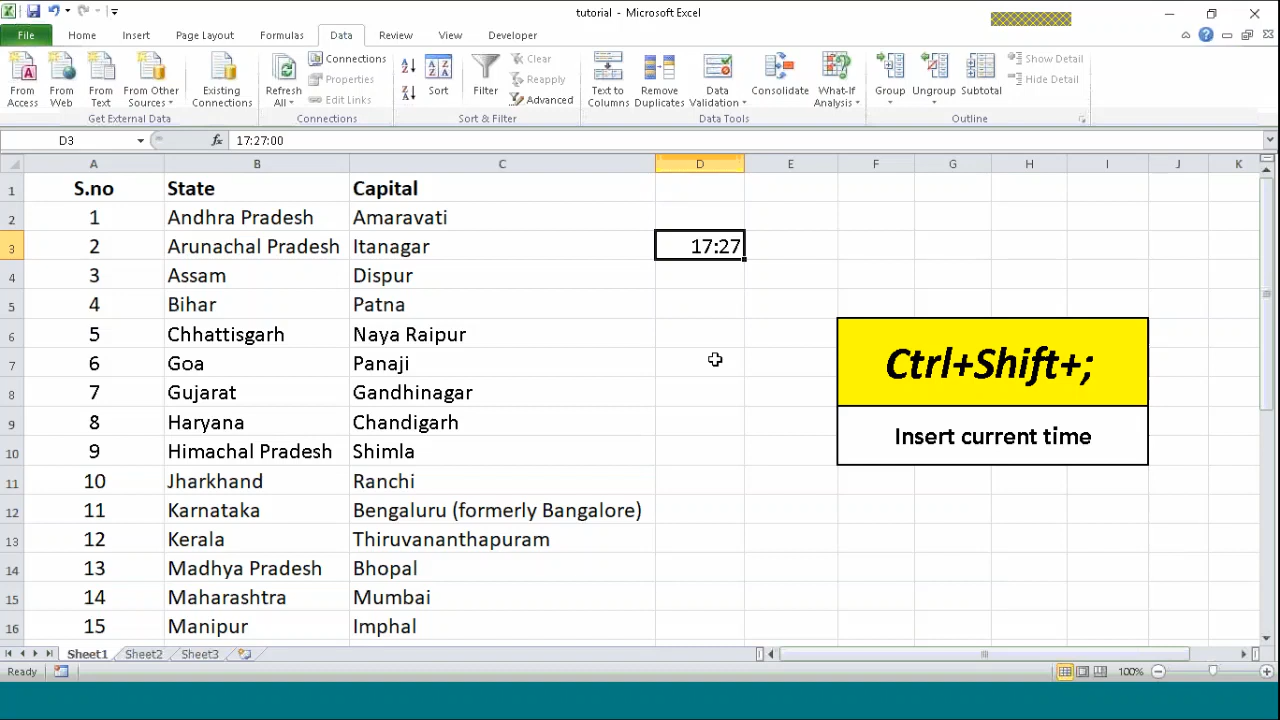 tutorial - Microsoft Excel
File Home Insert Page Layout Formulas Data Review View Developer
From Access
From Web
From Text
From Other Sources
Existing Connections
Get External Data
Refresh All
Connections
Properties
Edit Links
Connections
Sort
Filter
Clear
Reapply
Advanced
Sort & Filter
Text to Columns
Remove Duplicates
Data Validation
Consolidate
What-If Analysis
Data Tools
Group
Ungroup
Subtotal
Show Detail
Hide Detail
Outline
D3 fx 17:27:00
A B C D E F G H I J K
1 S.no State Capital
2 1 Andhra Pradesh Amaravati
3 2 Arunachal Pradesh Itanagar 17:27
4 3 Assam Dispur
5 4 Bihar Patna
6 5 Chhattisgarh Naya Raipur
7 6 Goa Panaji
8 7 Gujarat Gandhinagar
9 8 Haryana Chandigarh
10 9 Himachal Pradesh Shimla
11 10 Jharkhand Ranchi
12 11 Karnataka Bengaluru (formerly Bangalore)
13 12 Kerala Thiruvananthapuram
14 13 Madhya Pradesh Bhopal
15 14 Maharashtra Mumbai
16 15 Manipur Imphal
Ctrl+Shift+;
Insert current time
Sheet1 Sheet2 Sheet3
Ready 100%